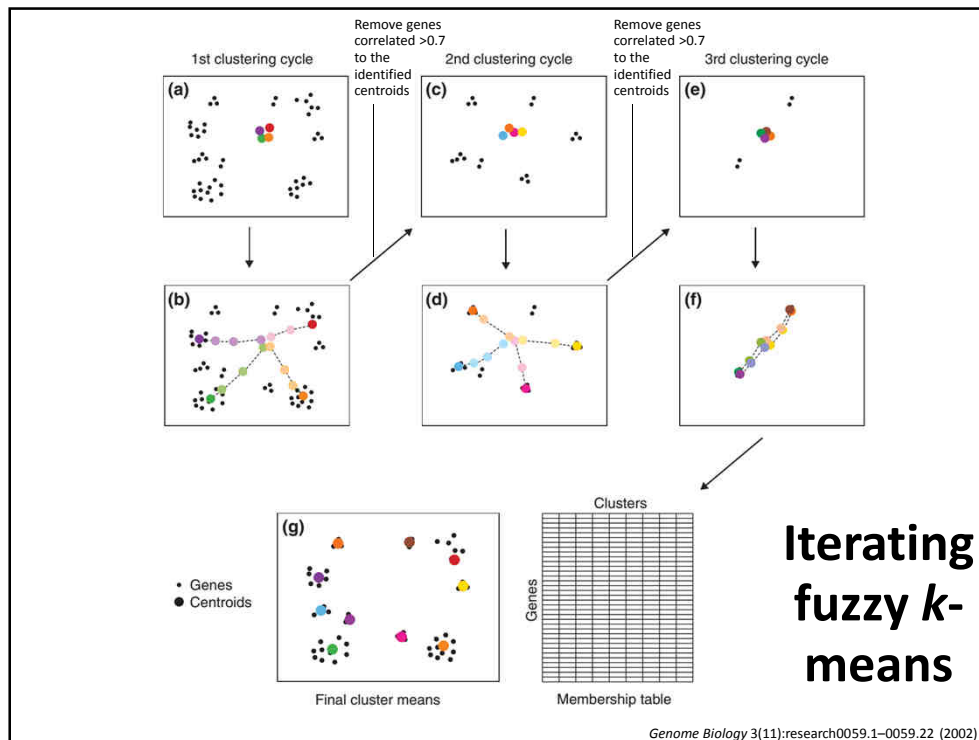 Remove genes
correlated >0.7
to the
identified
centroids
Remove genes
correlated >0.7
to the
identified
centroids
1st clustering cycle
2nd clustering cycle
3rd clustering cycle
(a)
(c)
(e)
(b)
(d)
(f)
Clusters
(g)
Genes
Centroids
Genes
Iterating
fuzzy k-
means
Final cluster means
Membership table
Genome Biology 3(11):research0059.1–0059.22 (2002)